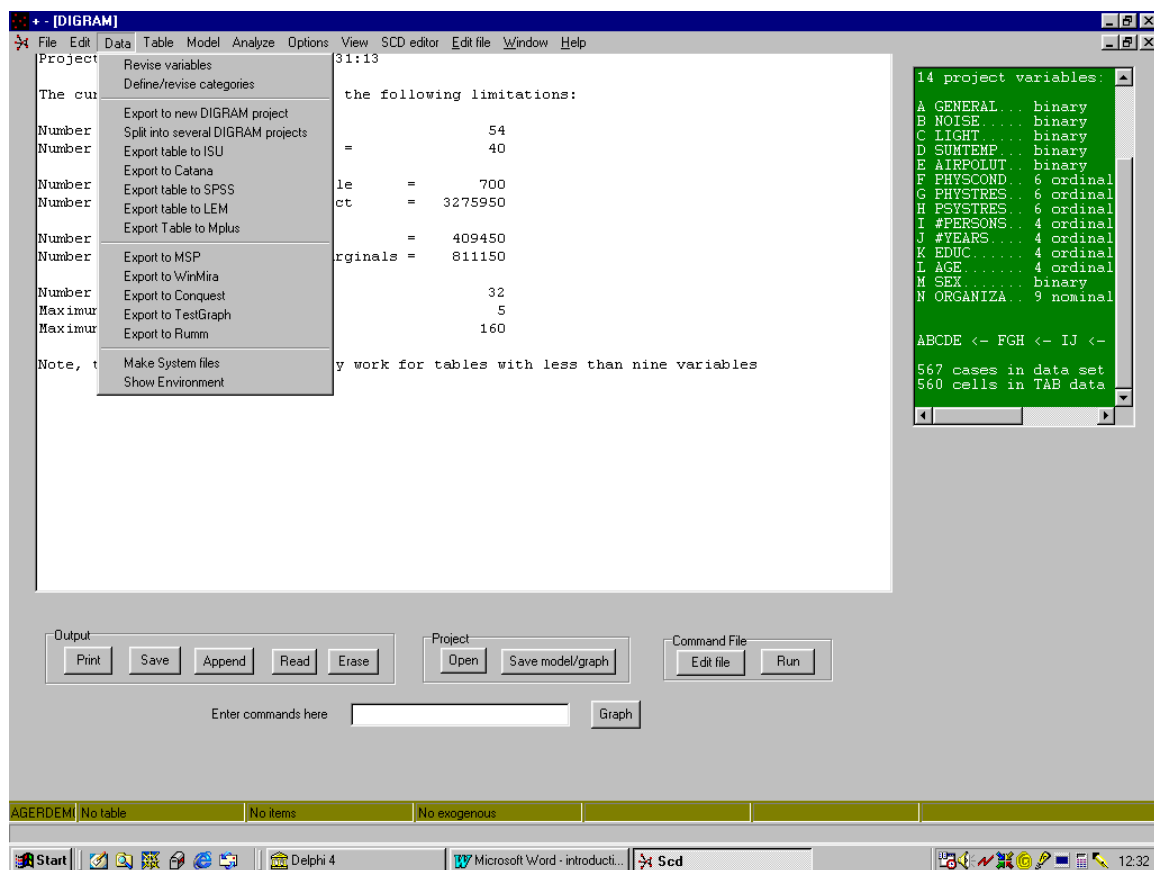 + - [DIGRAM]
File Edit Data Table Model Analyze Options View SCD editor Edit file Window Help
Project 31:13
Revise variables
Define/revise categories
Export to new DIGRAM project
Split into several DIGRAM projects
Export table to ISU
Export to Catana
Export table to SPSS
Export table to LEM
Export Table to Mplus
Export to MSP
Export to WinMira
Export to Conquest
Export to TestGraph
Export to Rumm
Make System files
Show Environment
The cur the following limitations:
Number 54
Number = 40
Number le = 700
Number ct = 3275950
Number = 409450
Number rginals = 811150
Number 32
Maximum 5
Maximum 160
Note, t y work for tables with less than nine variables
14 project variables:
A GENERAL... binary
B NOISE..... binary
C LIGHT..... binary
D SUMTEMP... binary
E AIRPOLUT.. binary
F PHYSCOND.. 6 ordinal
G PHYSTRES.. 6 ordinal
H PSYSTRES.. 6 ordinal
I #PERSONS.. 4 ordinal
J #YEARS.... 4 ordinal
K EDUC...... 4 ordinal
L AGE....... 4 ordinal
M SEX....... binary
N ORGANIZA.. 9 nominal
ABCDE <- FGH <- IJ <-
567 cases in data set
560 cells in TAB data
Output
Print Save Append Read Erase
Project
Open Save model/graph
Command File
Edit file Run
Enter commands here Graph
AGERDEM No table No items No exogenous
Start Delphi 4 Microsoft Word - introducti... Scd 12:32